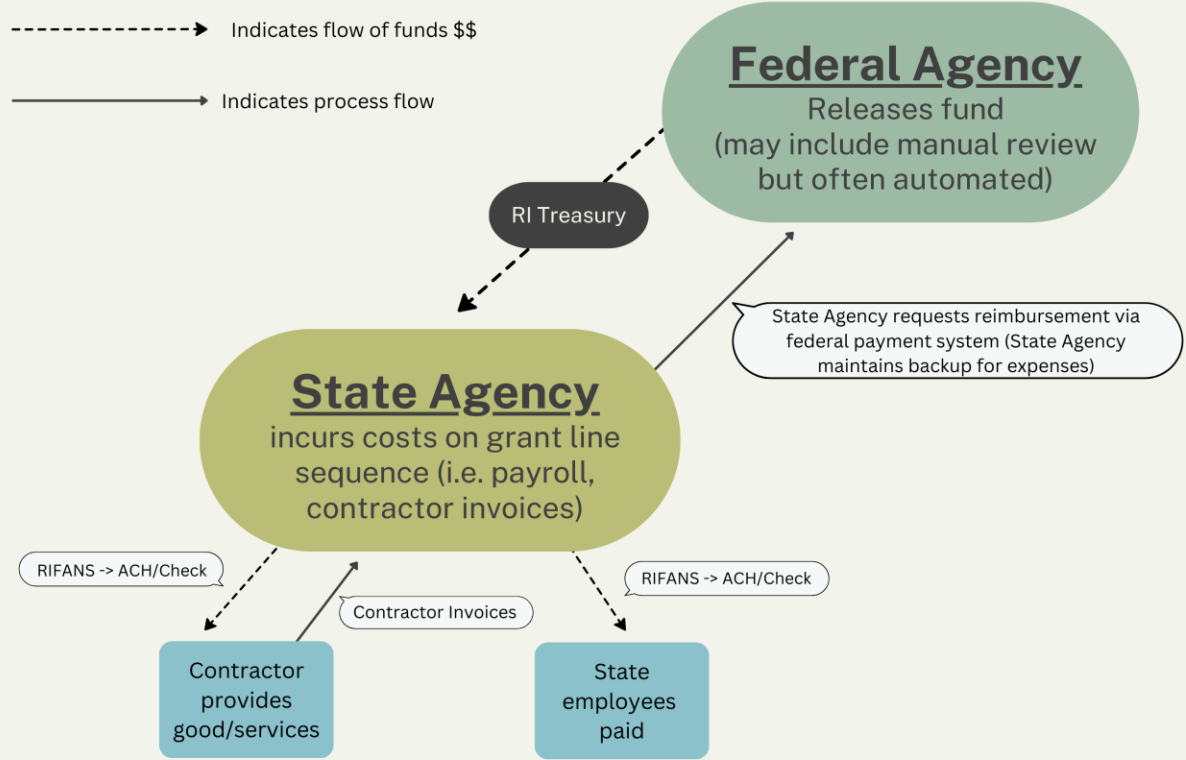 Indicates flow of funds $$
Indicates process flow
Federal Agency
Releases fund
(may include manual review
but often automated)
RI Treasury
State Agency requests reimbursement via
federal payment system (State Agency
maintains backup for expenses)
State Agency
incurs costs on grant line
sequence (i.e. payroll,
contractor invoices)
RIFANS -> ACH/Check
Contractor Invoices
RIFANS -> ACH/Check
Contractor
provides
good/services
State
employees
paid